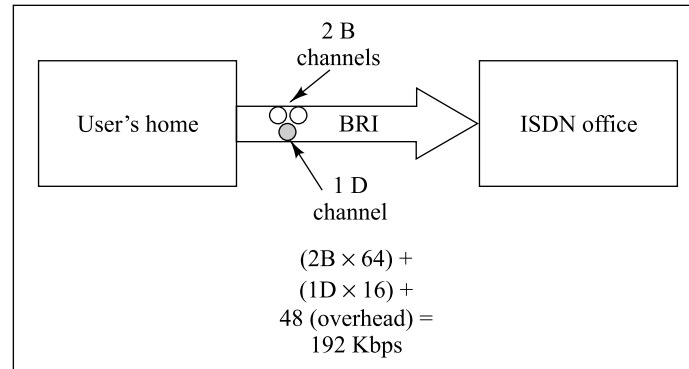 2 B
channels
User’s home
BRI
ISDN office
1 D
channel
(2B × 64) +
(1D × 16) +
48 (overhead) =
192 Kbps